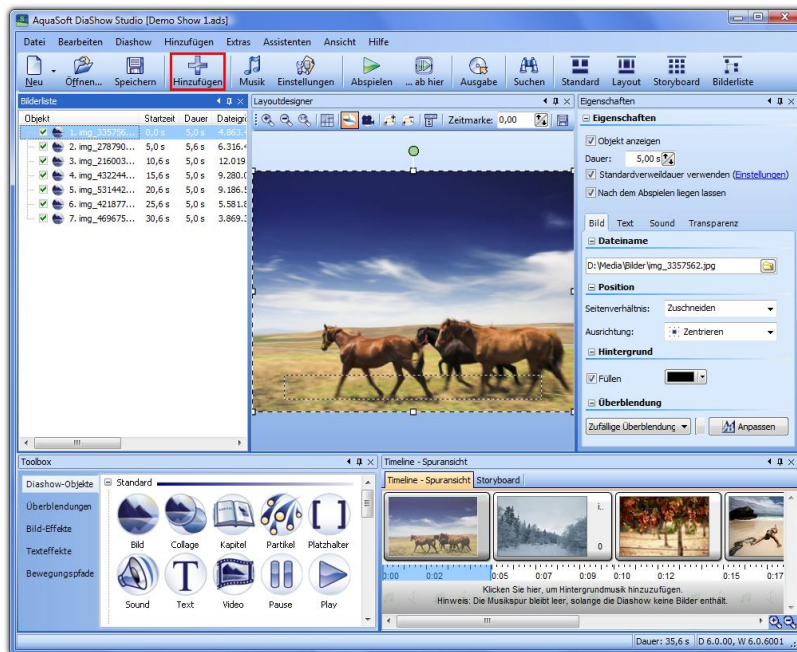 AquaSoft DiaShow Studio [Demo Show 1.ads]
Datei Bearbeiten Diashow Hinzufügen Extras Assistenten Ansicht Hilfe
Neu Öffnen... Speichern Hinzufügen Musik Einstellungen Abspielen ... ab hier Ausgabe Suchen Standard Layout Storyboard Bilderliste
Bilderliste
Objekt Startzeit Dauer Dateigrö
1. img_335756... 0,0 s 5,0 s 4.863.4
2. img_278790... 5,0 s 5,6 s 6.316.4
3. img_216003... 10,6 s 5,0 s 12.019
4. img_432244... 15,6 s 5,0 s 9.280.0
5. img_531442... 20,6 s 5,0 s 9.186.5
6. img_421877... 25,6 s 5,0 s 5.581.8
7. img_469675... 30,6 s 5,0 s 3.869.3
Layoutdesigner
Zeitmarke: 0,00
Eigenschaften
Eigenschaften
Objekt anzeigen
Dauer: 5,00 s
Standardverweildauer verwenden (Einstellungen)
Nach dem Abspielen liegen lassen
Bild Text Sound Transparenz
Dateiname
D:\Media\Bilder\img_3357562.jpg
Position
Seitenverhältnis: Zuschneiden
Ausrichtung: Zentrieren
Hintergrund
Füllen
Überblendung
Zufällige Überblendung Anpassen
Toolbox
Diashow-Objekte
Überblendungen
Bild-Effekte
Texteffekte
Bewegungspfade
Standard
Bild Collage Kapitel Partikel Platzhalter
Sound Text Video Pause Play
Timeline - Spuransicht
Timeline - Spuransicht Storyboard
i..
0
0:00 0:02 0:05 0:07 0:09 0:10 0:12 0:15 0:17
Klicken Sie hier, um Hintergrundmusik hinzuzufügen.
Hinweis: Die Musikspur bleibt leer, solange die Diashow keine Bilder enthält.
Dauer: 35,6 s D 6.0.00, W 6.0.6001